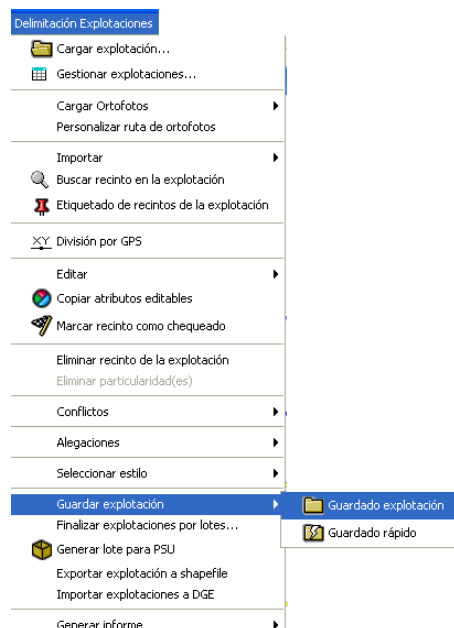 Delimitación Explotaciones
Cargar explotación...
Gestionar explotaciones...
Cargar Ortofotos
Personalizar ruta de ortofotos
Importar
Buscar recinto en la explotación
Etiquetado de recintos de la explotación
XY División por GPS
Editar
Copiar atributos editables
Marcar recinto como chequeado
Eliminar recinto de la explotación
Eliminar particularidad(es)
Conflictos
Alegaciones
Seleccionar estilo
Guardar explotación
Guardado explotación
Finalizar explotaciones por lotes...
Guardado rápido
Generar lote para PSU
Exportar explotación a shapefile
Importar explotaciones a DGE
Generar informe